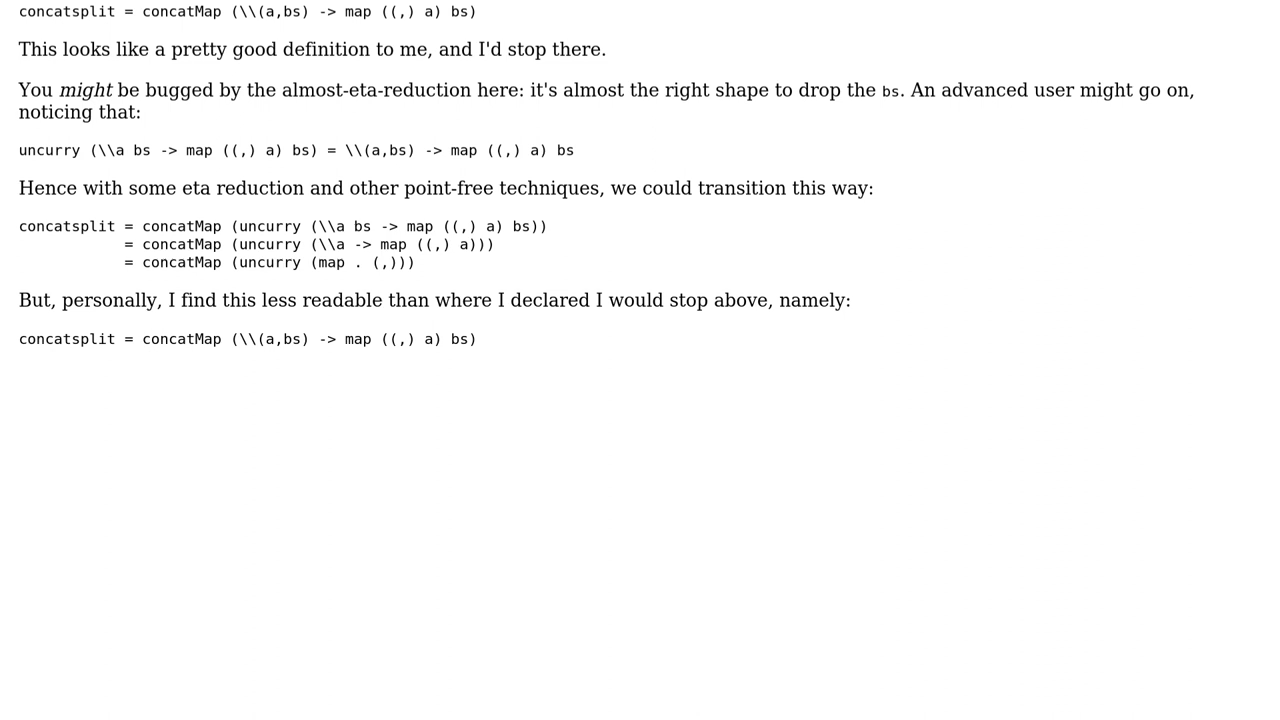 concatsplit = concatMap (\\(a,bs) -> map ((,) a) bs)
This looks like a pretty good definition to me, and I'd stop there.
You might be bugged by the almost-eta-reduction here: it's almost the right shape to drop the bs. An advanced user might go on,
noticing that:
uncurry (\\a bs -> map ((,) a) bs) = \\(a,bs) -> map ((,) a) bs
Hence with some eta reduction and other point-free techniques, we could transition this way:
concatsplit = concatMap (uncurry (\\a bs -> map ((,) a) bs))
            = concatMap (uncurry (\\a -> map ((,) a)))
            = concatMap (uncurry (map . (,)))
But, personally, I find this less readable than where I declared I would stop above, namely:
concatsplit = concatMap (\\(a,bs) -> map ((,) a) bs)